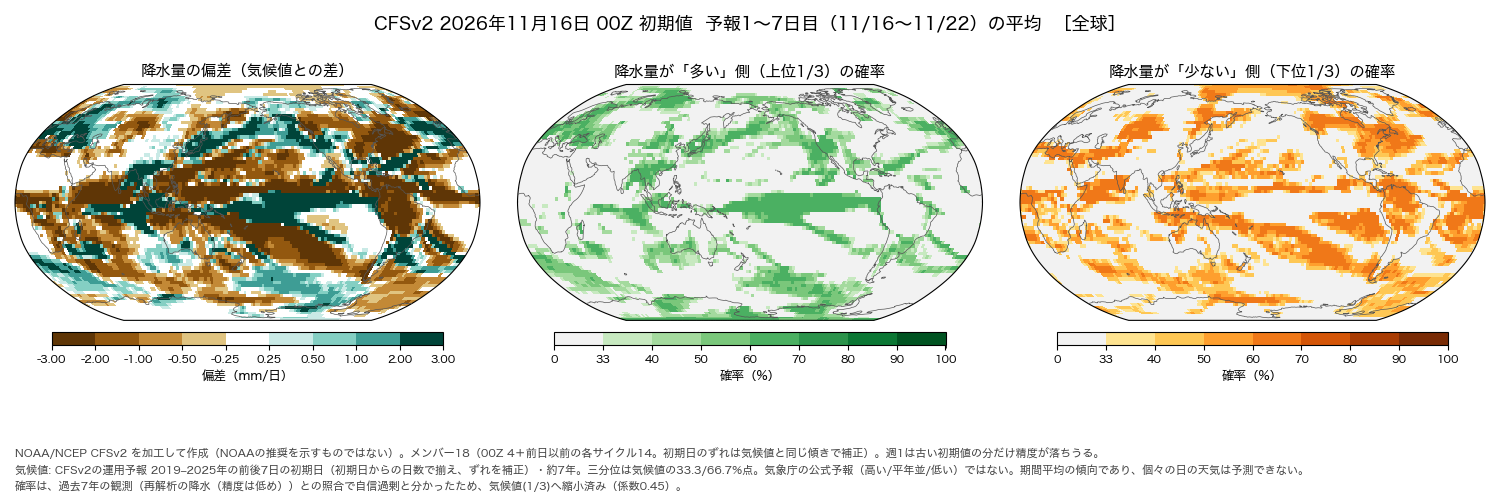 CFSv2 2026年11月16日 00Z 初期値 予報1〜7日目（11/16〜11/22）の平均 ［全球］
降水量の偏差（気候値との差）
降水量が「多い」側（上位1/3）の確率
降水量が「少ない」側（下位1/3）の確率
-3.00 -2.00 -1.00 -0.50 -0.25 0.25 0.50 1.00 2.00 3.00
偏差（mm/日）
0 33 40 50 60 70 80 90 100
確率（%）
0 33 40 50 60 70 80 90 100
確率（%）
NOAA/NCEP CFSv2 を加工して作成（NOAAの推奨を示すものではない）。メンバー18（00Z 4＋前日以前の各サイクル14。初期日のずれは気候値と同じ傾きで補正）。週1は古い初期値の分だけ精度が落ちうる。
気候値: CFSv2の運用予報 2019–2025年の前後7日の初期日（初期日からの日数で揃え、ずれを補正）・約7年。三分位は気候値の33.3/66.7%点。気象庁の公式予報（高い/平年並/低い）ではない。期間平均の傾向であり、個々の日の天気は予測できない。
確率は、過去7年の観測（再解析の降水（精度は低め））との照合で自信過剰と分かったため、気候値(1/3)へ縮小済み（係数0.45）。